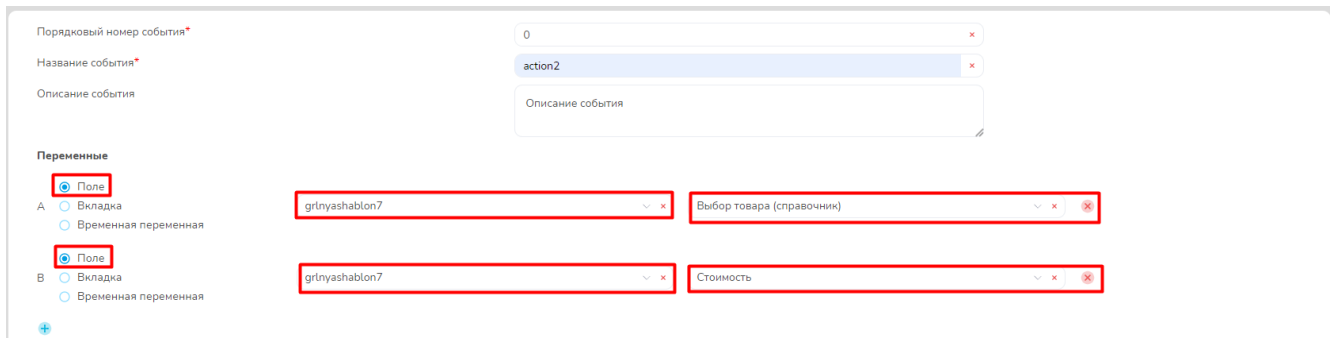 Порядковый номер события*
0
Название события*
action2
Описание события
Описание события
Переменные
Поле
A Вкладка grlnyashablon7 Выбор товара (справочник)
Временная переменная
Поле
B Вкладка grlnyashablon7 Стоимость
Временная переменная